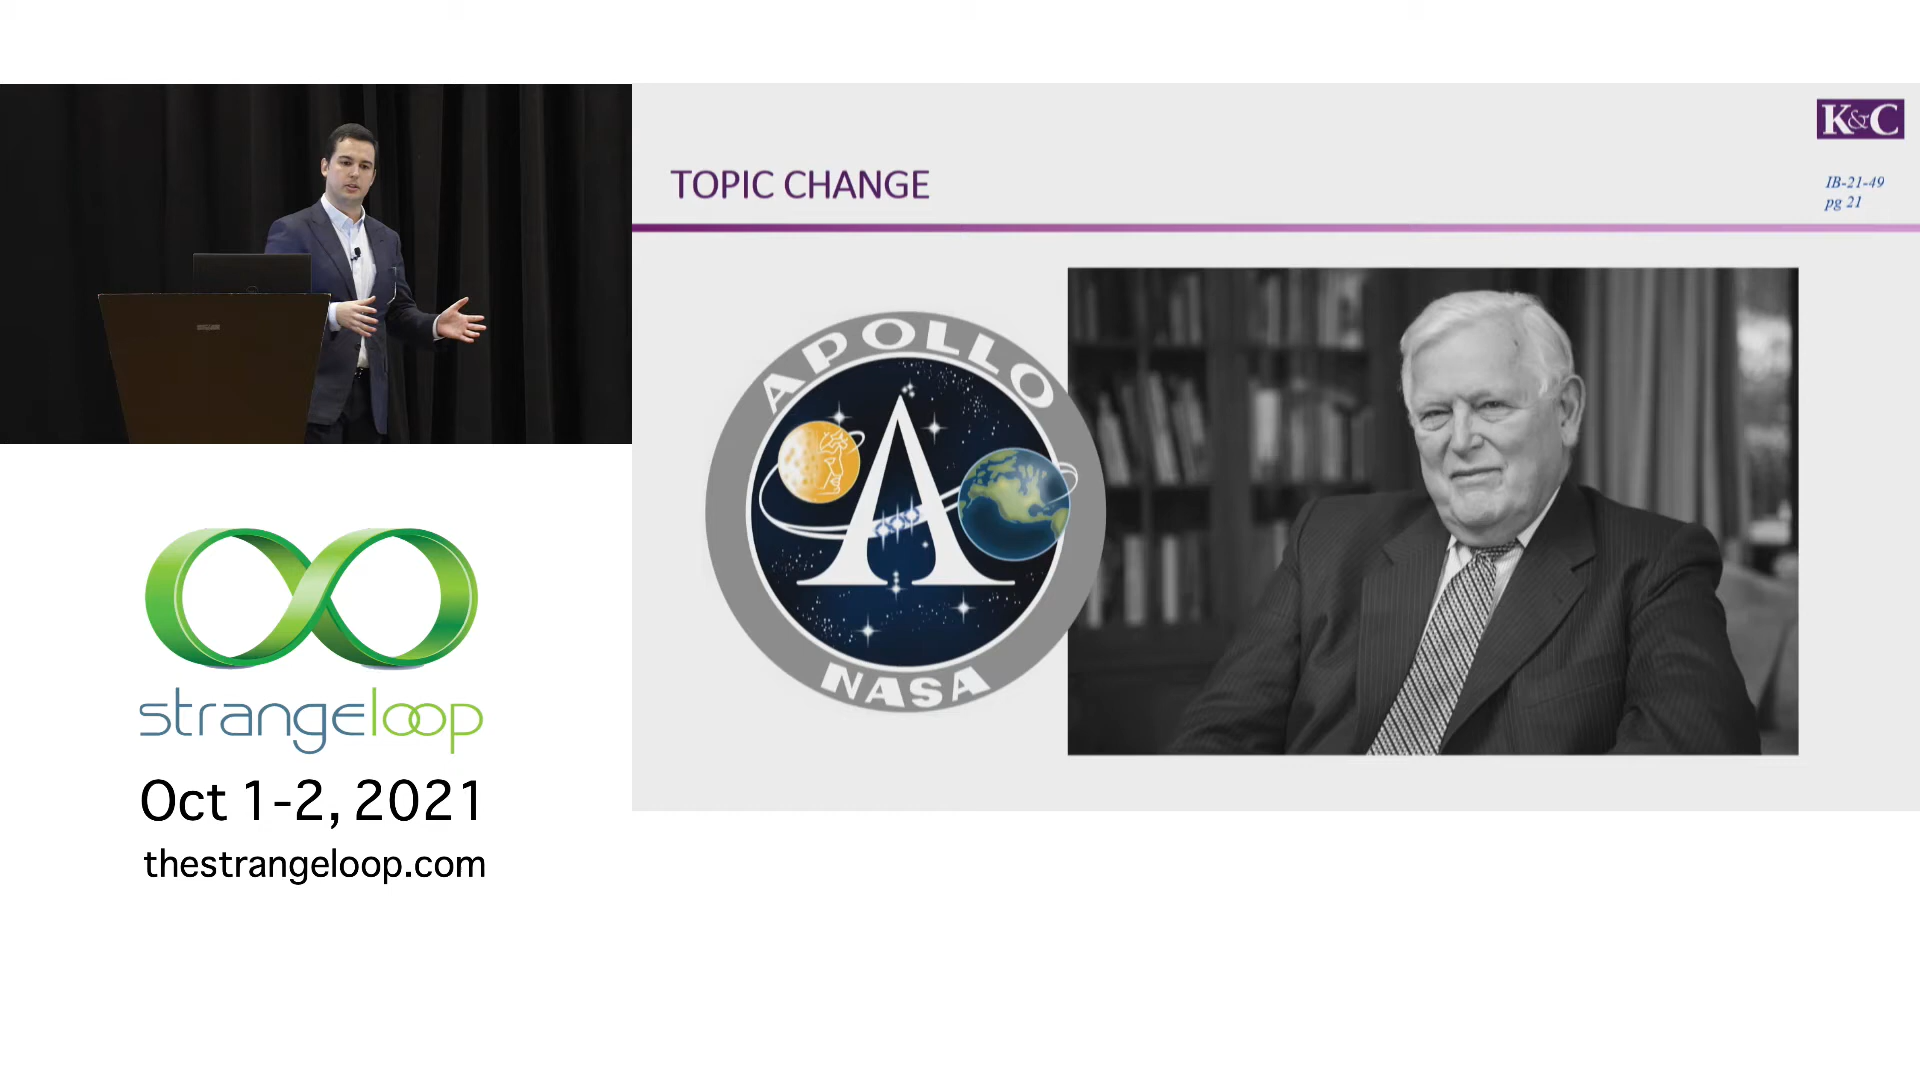 K&C
TOPIC CHANGE
IB-21-49
pg 21
APOLLO
NASA
strangeloop
Oct 1-2, 2021
thestrangeloop.com